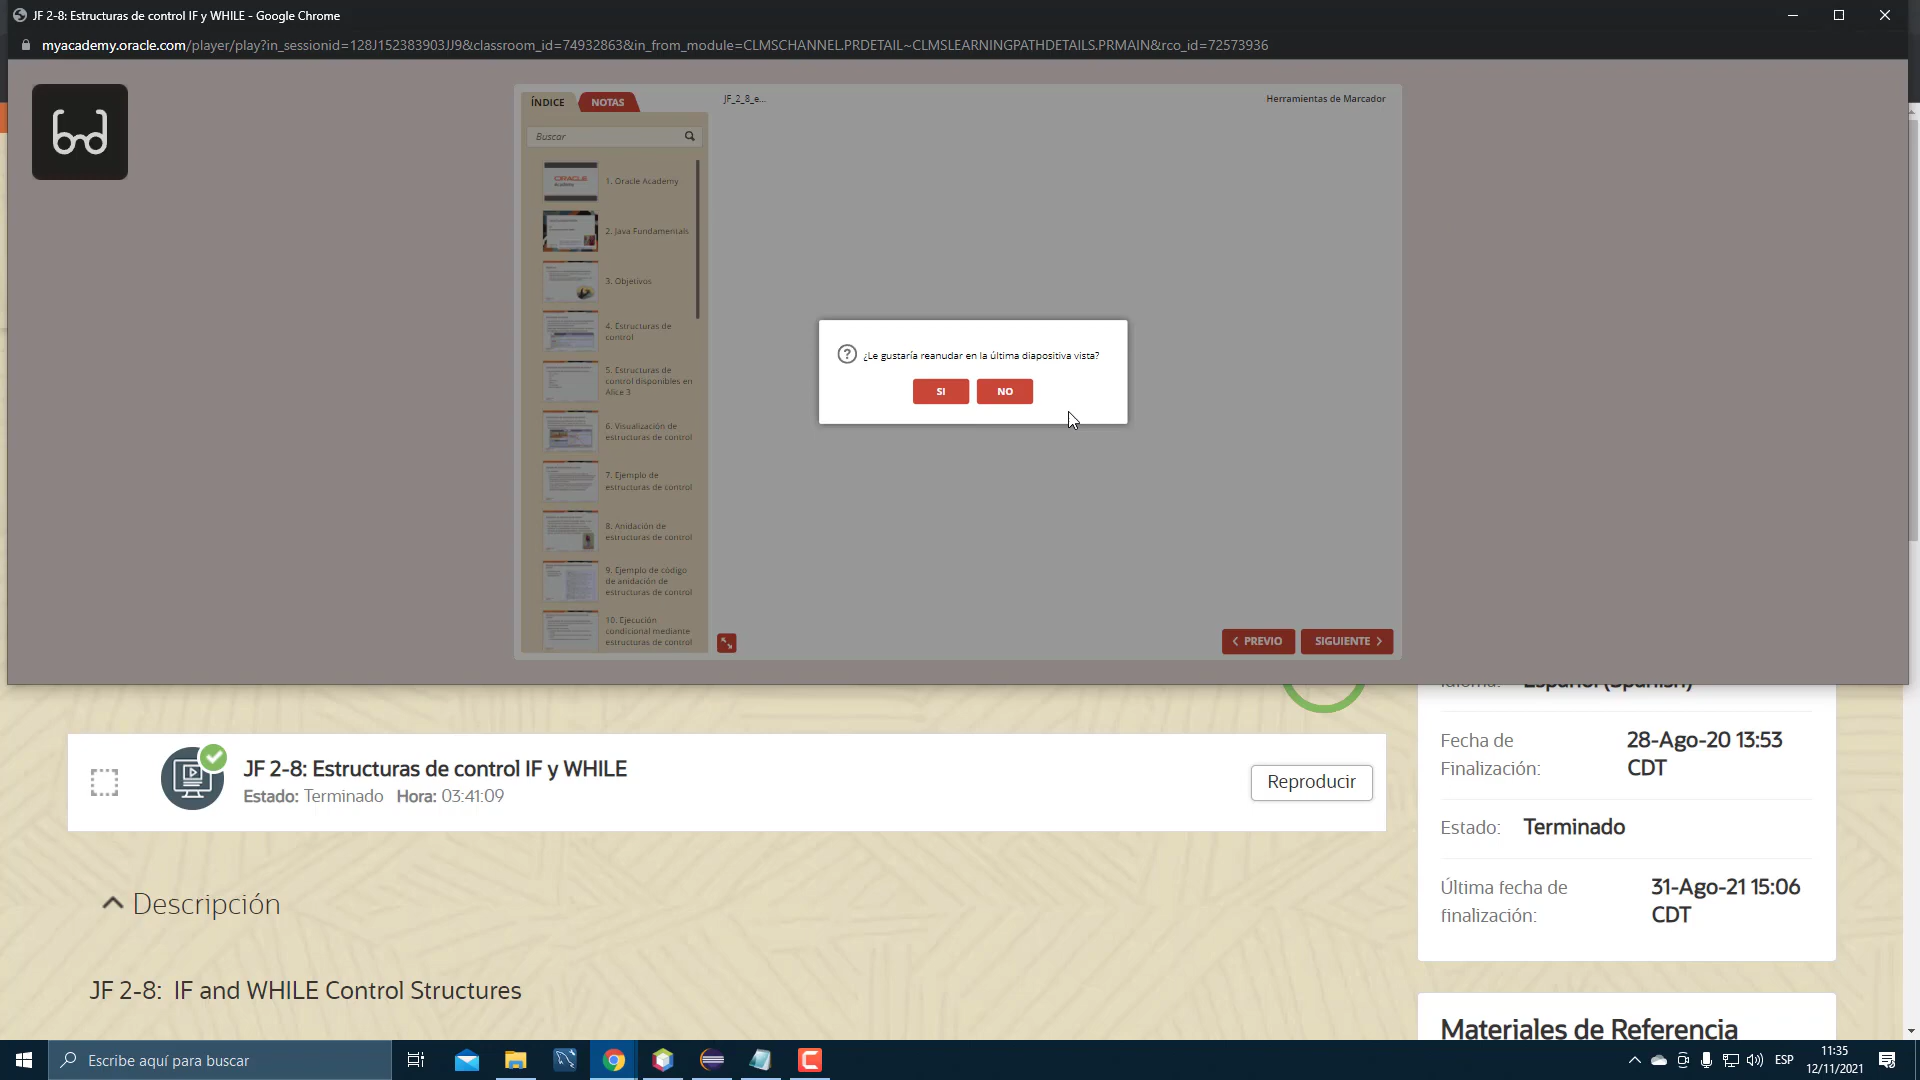 JF 2-8: Estructuras de control IF y WHILE - Google Chrome
myacademy.oracle.com/player/play?in_sessionid=128J152383903JJ9&classroom_id=74932863&in_from_module=CLMSCHANNEL.PRDETAIL~CLMSLEARNINGPATHDETAILS.PRMAIN&rco_id=72573936
ÍNDICE
NOTAS
JF_2_8_e...
Herramientas de Marcador
Buscar
ORACLE
Academy
1. Oracle Academy
2. Java Fundamentals
3. Objetivos
4. Estructuras de
control
5. Estructuras de
control disponibles en
Alice 3
6. Visualización de
estructuras de control
7. Ejemplo de
estructuras de control
8. Anidación de
estructuras de control
9. Ejemplo de código
de anidación de
estructuras de control
10. Ejecución
condicional mediante
estructuras de control
¿Le gustaría reanudar en la última diapositiva vista?
SI
NO
PREVIO
SIGUIENTE
Español (Spanish)
JF 2-8: Estructuras de control IF y WHILE
Estado: Terminado Hora: 03:41:09
Reproducir
Fecha de
Finalización:
28-Ago-20 13:53
CDT
Estado: Terminado
Última fecha de
finalización:
31-Ago-21 15:06
CDT
Descripción
JF 2-8: IF and WHILE Control Structures
Materiales de Referencia
Escribe aquí para buscar
ESP
11:35
12/11/2021